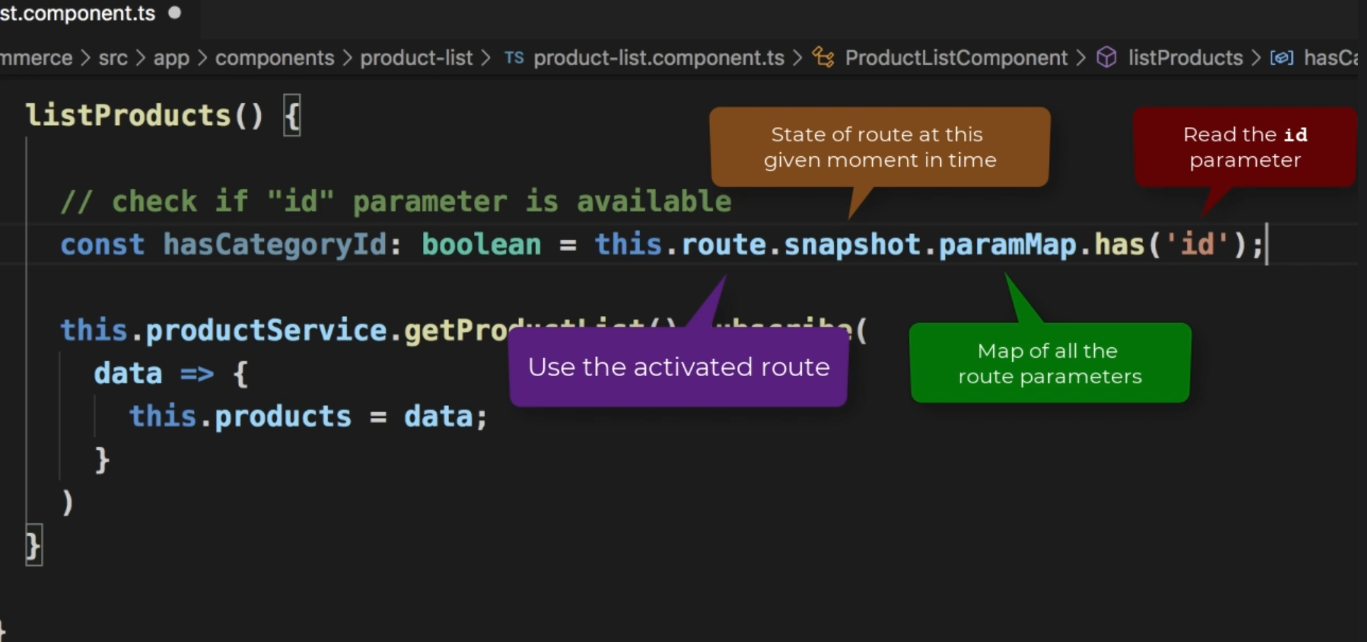 st.component.ts
mmerce > src > app > components > product-list > TS product-list.component.ts > ProductListComponent > listProducts > hasCa
listProducts() {
State of route at this
given moment in time
Read the id
parameter
// check if "id" parameter is available
const hasCategoryId: boolean = this.route.snapshot.paramMap.has('id');
this.productService.getProductList().subscribe(
Use the activated route
Map of all the
route parameters
data => {
this.products = data;
}
)
}
}